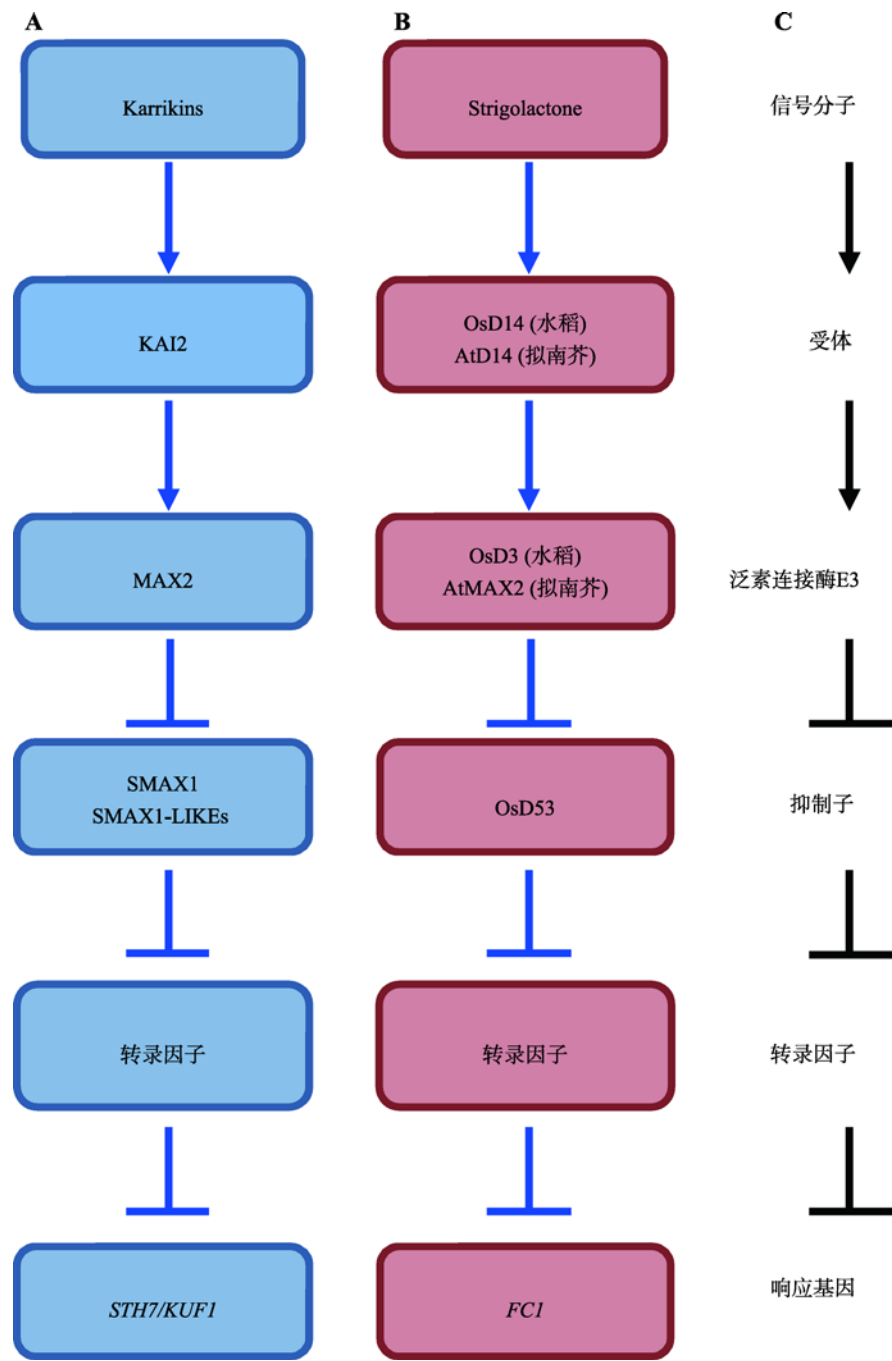 A
B
C
Karrikins
Strigolactone
信号分子
KAI2
OsD14 (水稻)
AtD14 (拟南芥)
受体
MAX2
OsD3 (水稻)
AtMAX2 (拟南芥)
泛素连接酶E3
SMAX1
SMAX1-LIKEs
OsD53
抑制子
转录因子
转录因子
转录因子
STH7/KUF1
FC1
响应基因